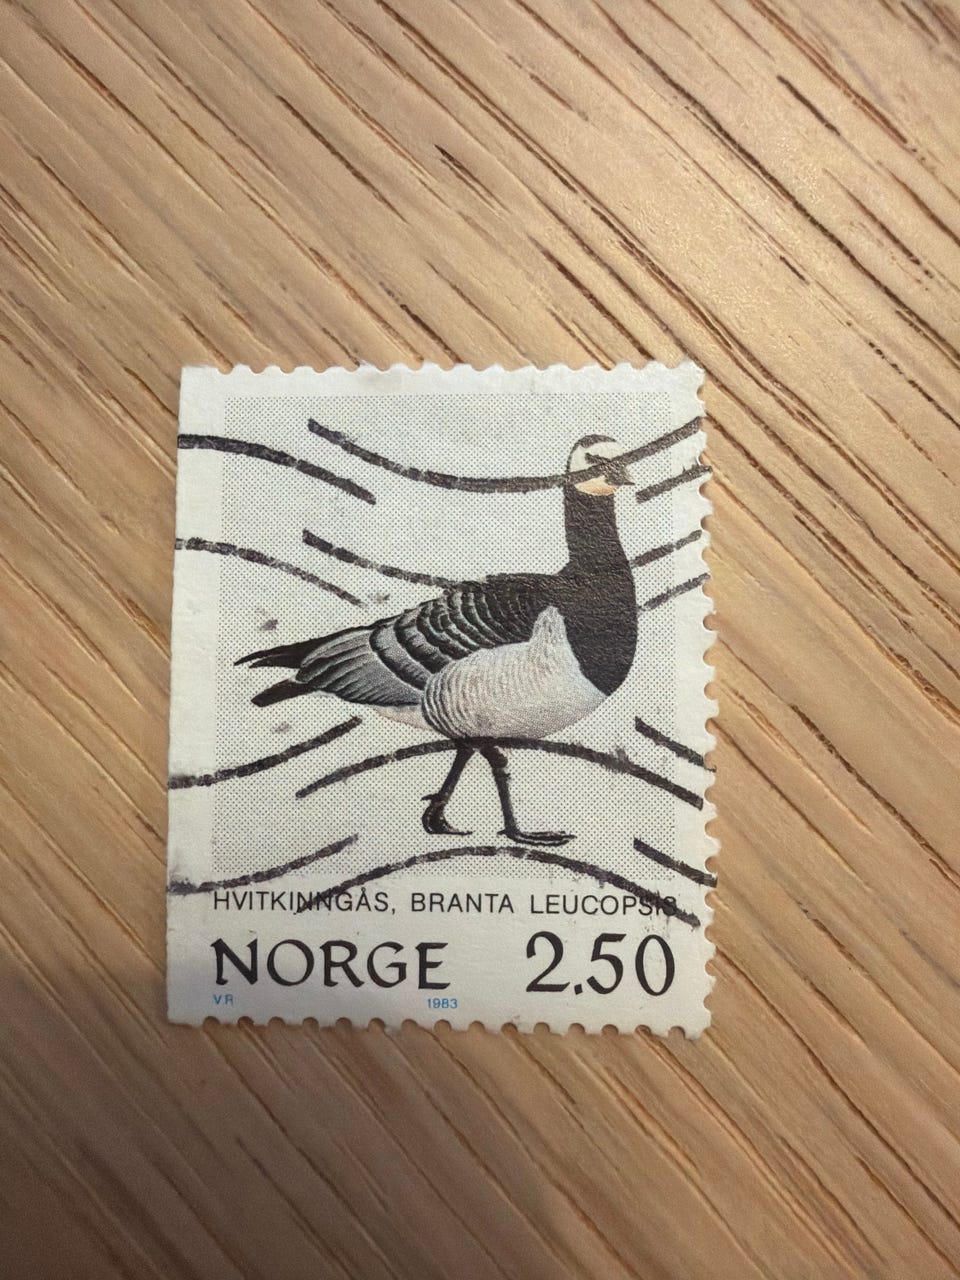 HVITKINNGÅS, BRANTA LEUCOPSIS
NORGE 2.50
VR 1983